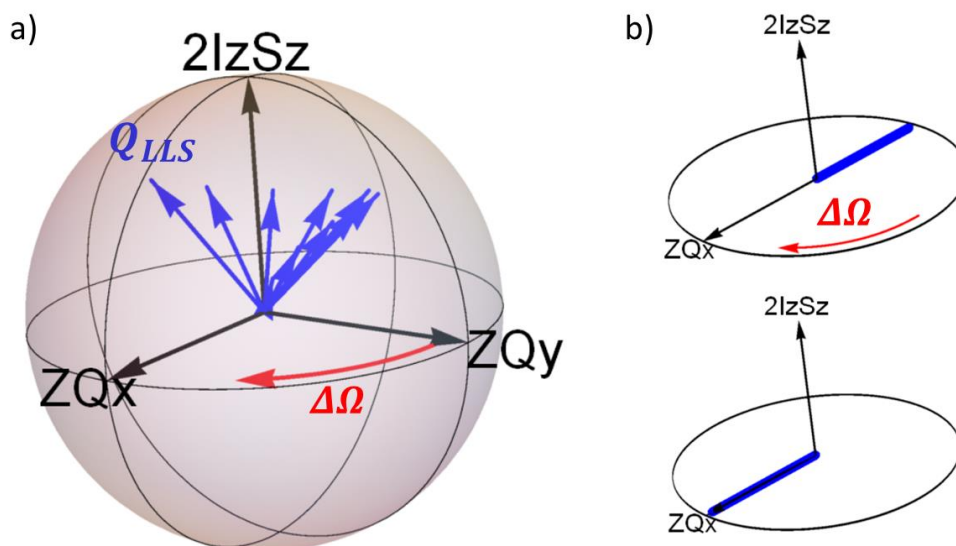 a)
2IzSz
Q_LLS
ZQx
ΔΩ
ZQy
b)
2IzSz
ΔΩ
ZQx
2IzSz
ZQx